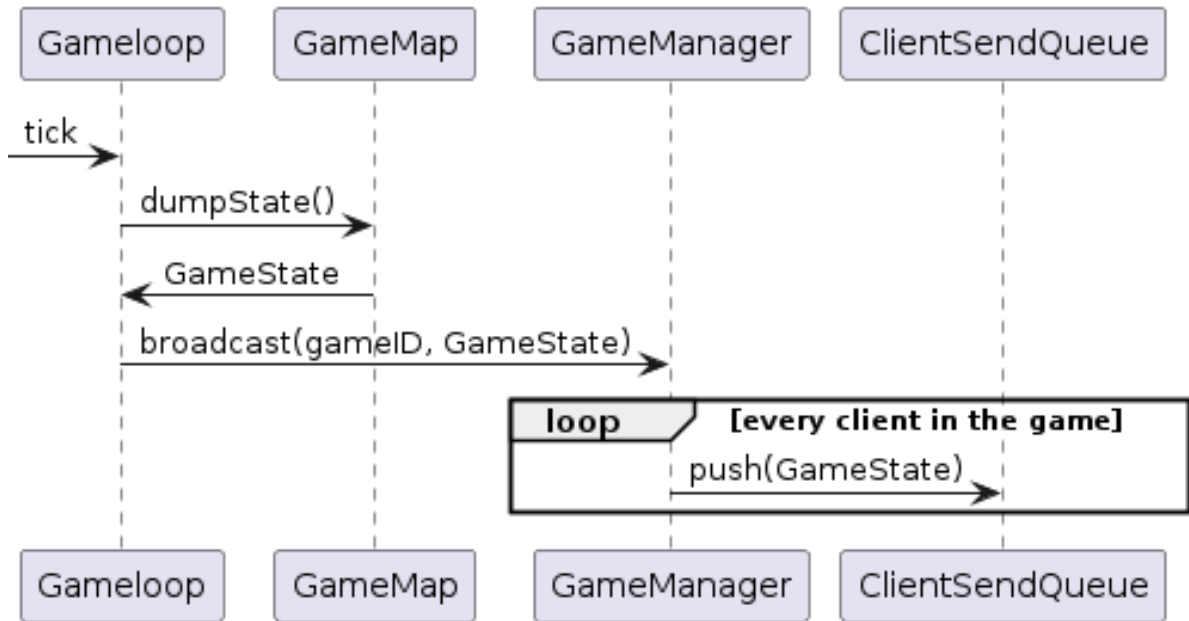 Gameloop GameMap GameManager ClientSendQueue
tick
dumpState()
GameState
broadcast(gameID, GameState)
loop [every client in the game]
push(GameState)
Gameloop GameMap GameManager ClientSendQueue